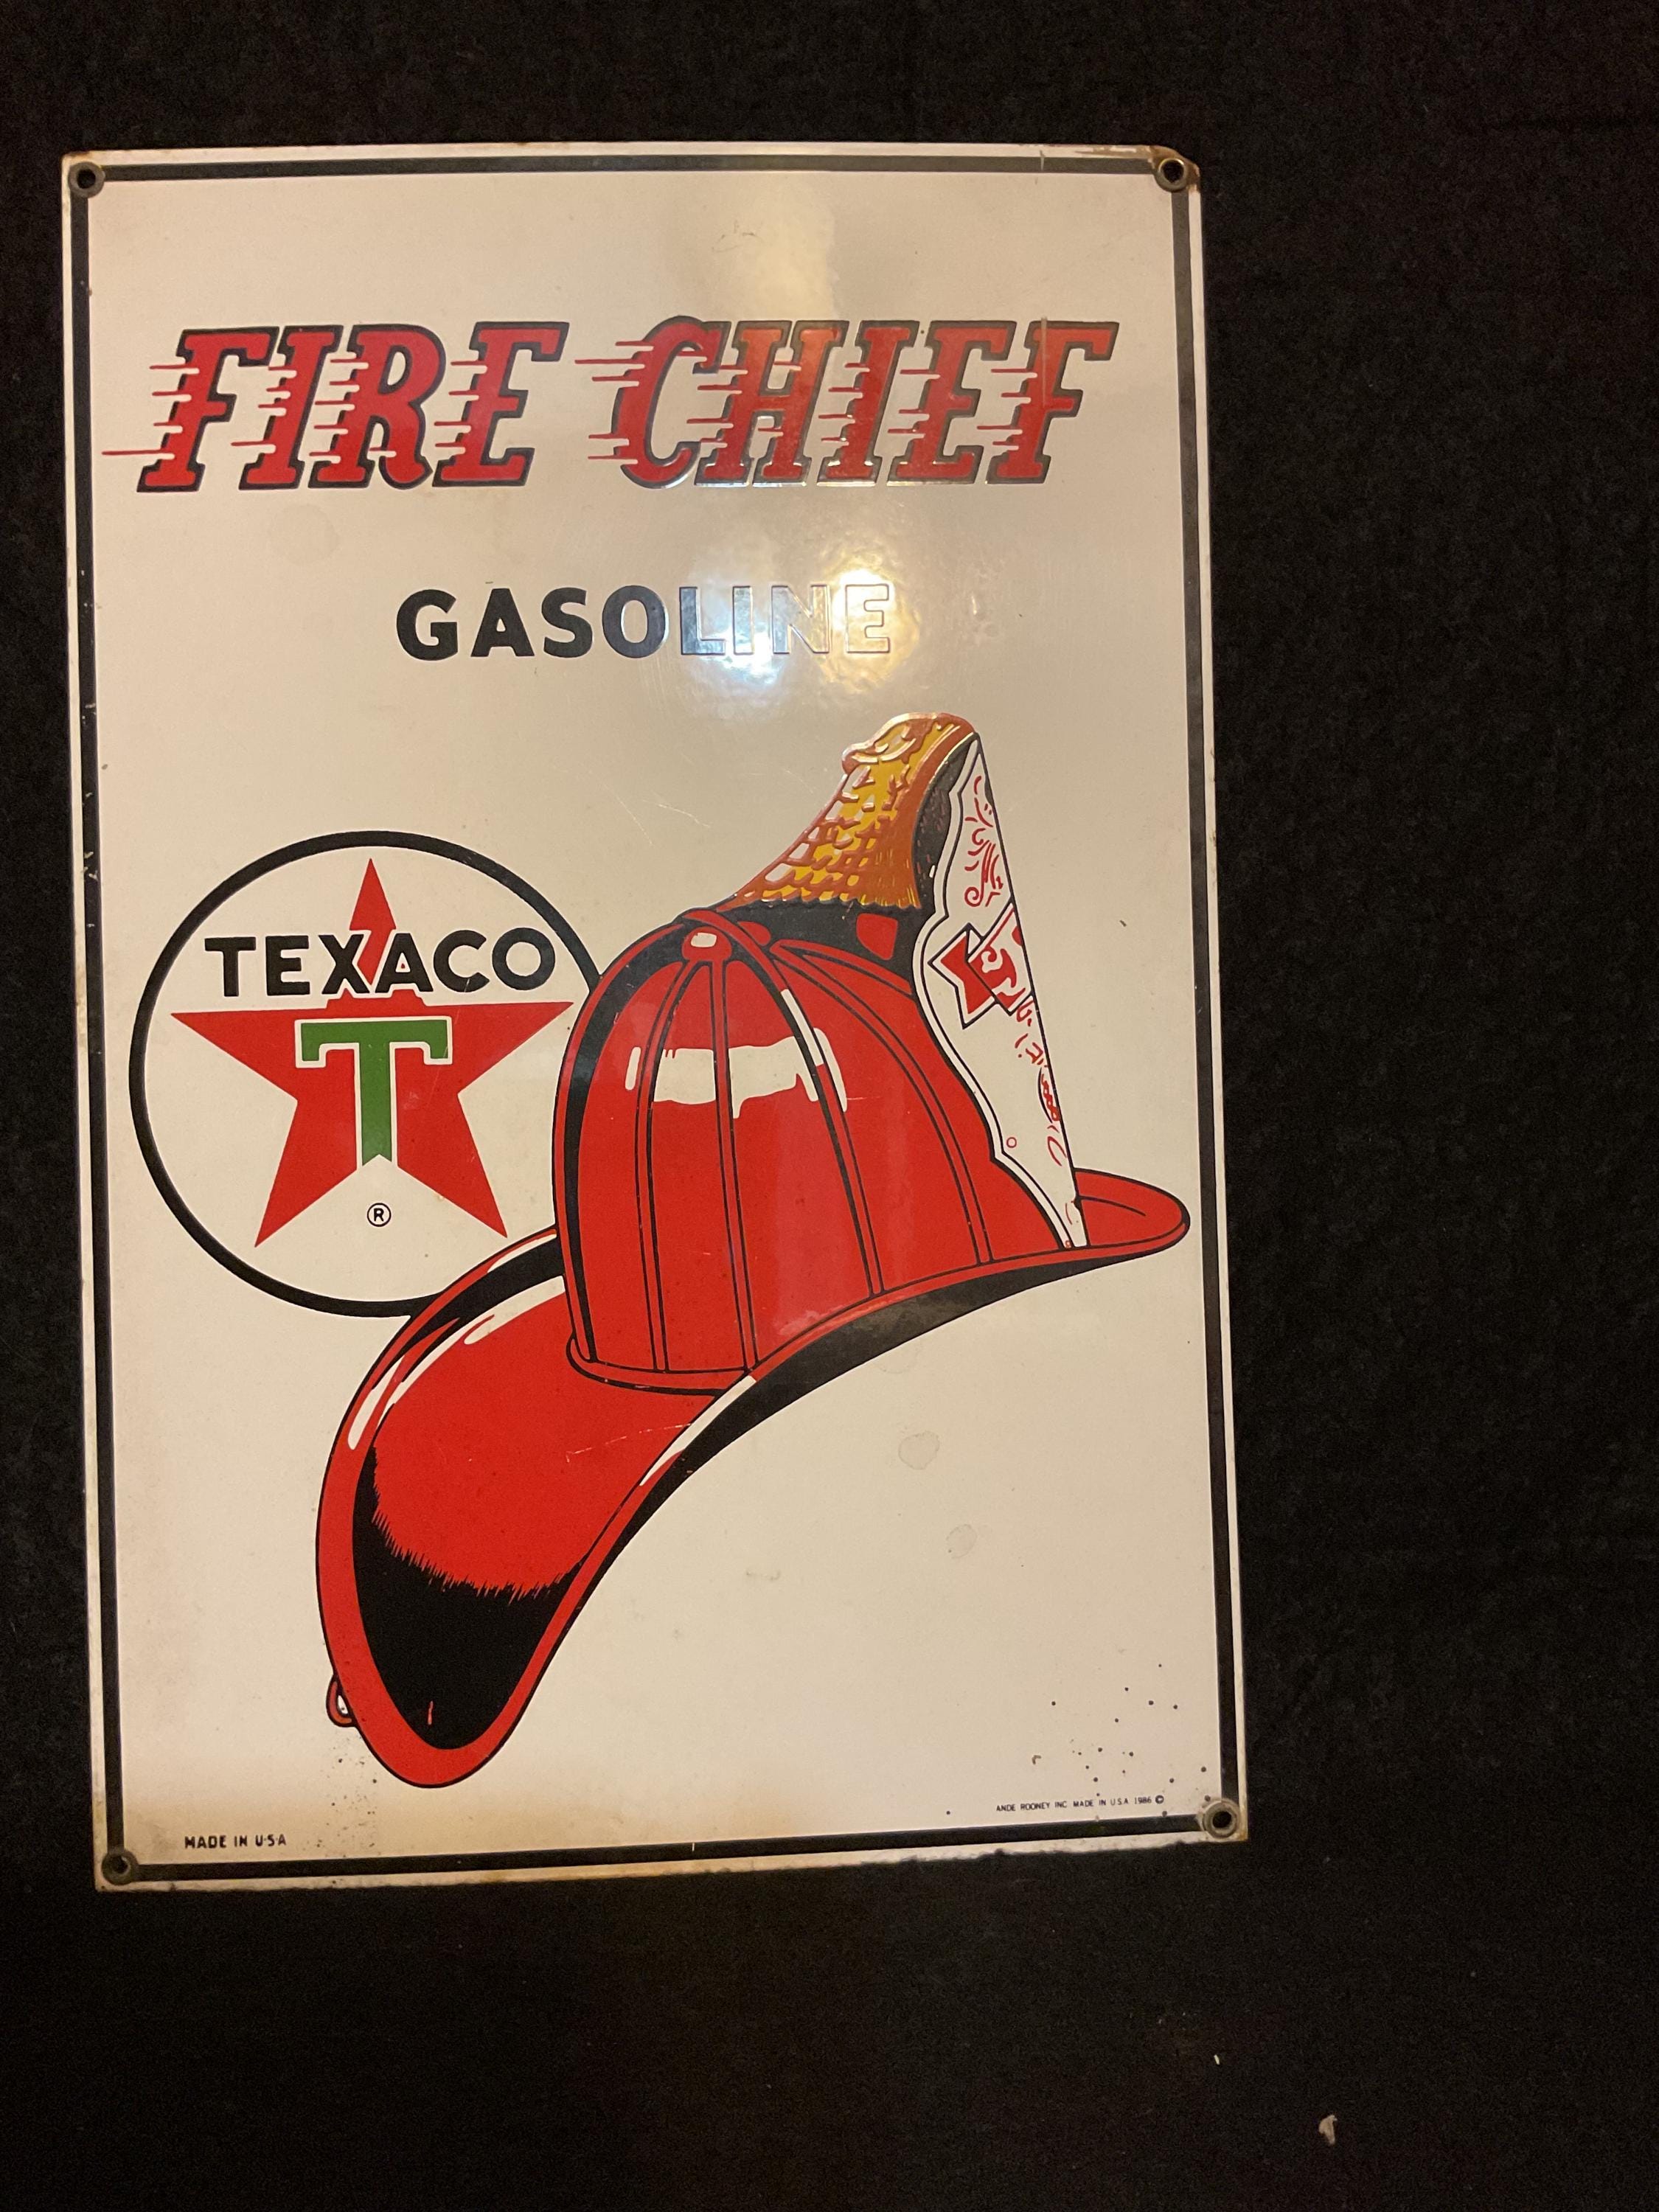 FIRE CHIEF
GASOLINE
TEXACO
T
®
MADE IN U·S·A
ANDE ROONEY INC. MADE IN U.S.A 1986 ©